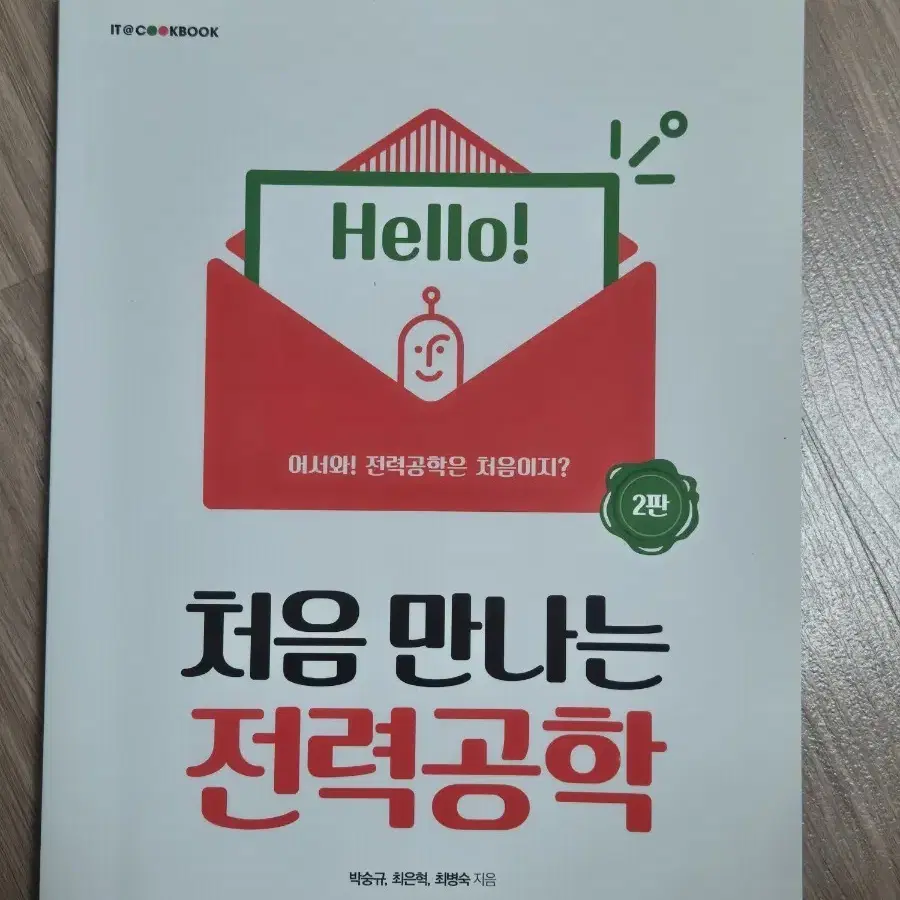 IT@COOKBOOK
Hello!
어서와! 전력공학은 처음이지?
2판
처음 만나는
전력공학
박숭규, 최은혁, 최병숙 지음